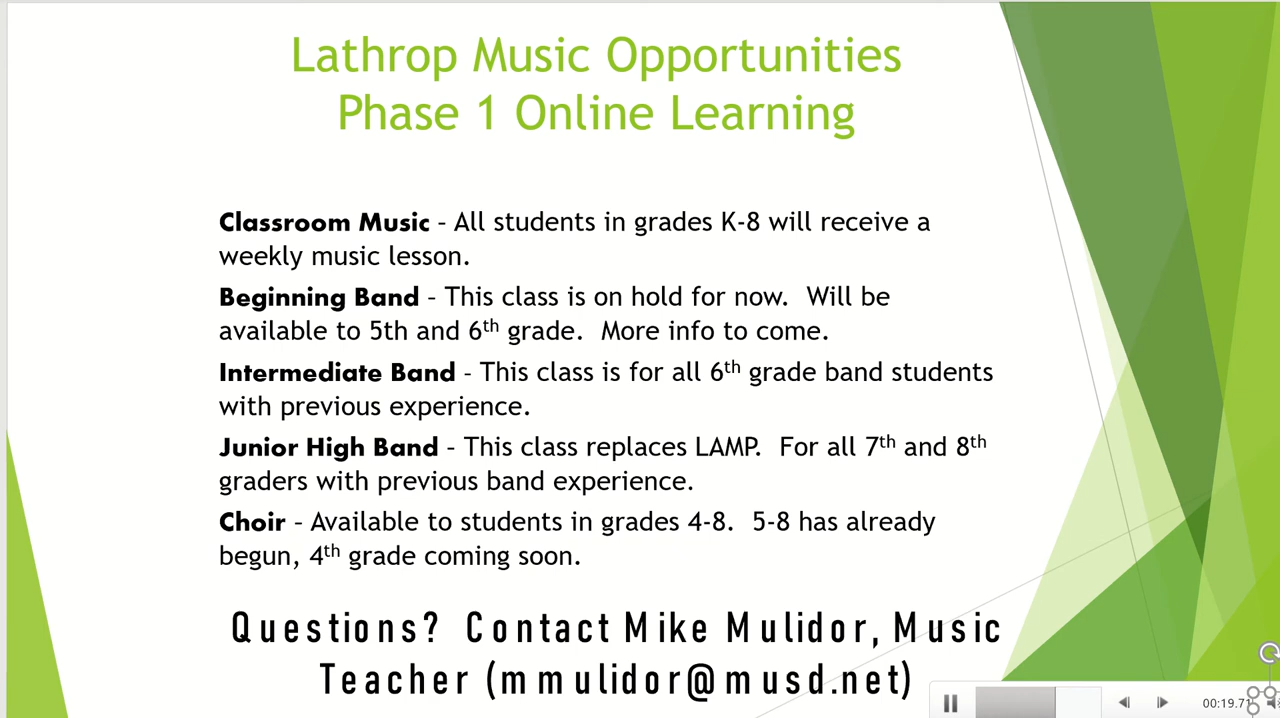 Lathrop Music Opportunities
Phase 1 Online Learning
Classroom Music – All students in grades K-8 will receive a
weekly music lesson.
Beginning Band – This class is on hold for now.  Will be
available to 5th and 6th grade.  More info to come.
Intermediate Band – This class is for all 6th grade band students
with previous experience.
Junior High Band – This class replaces LAMP.  For all 7th and 8th
graders with previous band experience.
Choir – Available to students in grades 4-8.  5-8 has already
begun, 4th grade coming soon.
Questions?  Contact Mike Mulidor, Music
Teacher (mmulidor@musd.net)
00:19.71